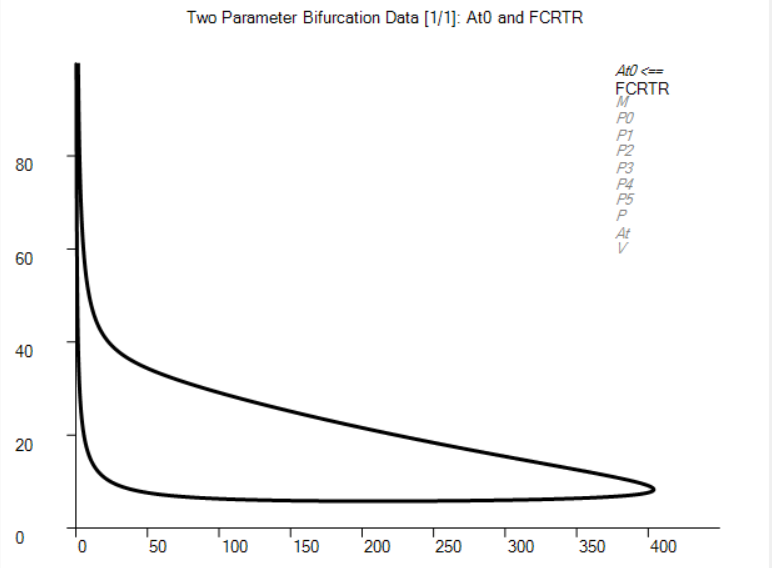 Two Parameter Bifurcation Data [1/1]: At0 and FCRTR
At0 <==
FCRTR
M
P0
P1
P2
P3
P4
P5
P
At
V
80
60
40
20
0
0 50 100 150 200 250 300 350 400